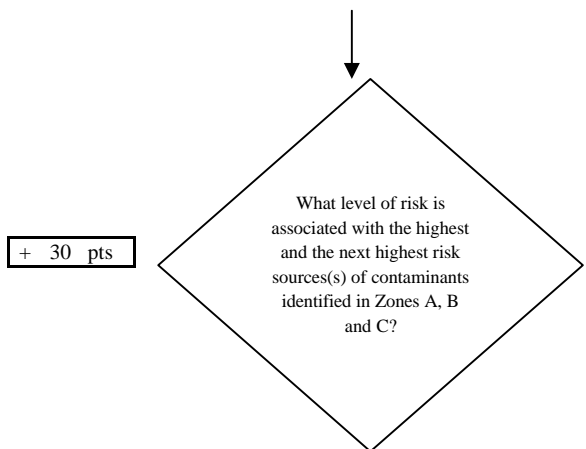 What level of risk is
associated with the highest
and the next highest risk
sources(s) of contaminants
identified in Zones A, B
and C?
+ 30 pts